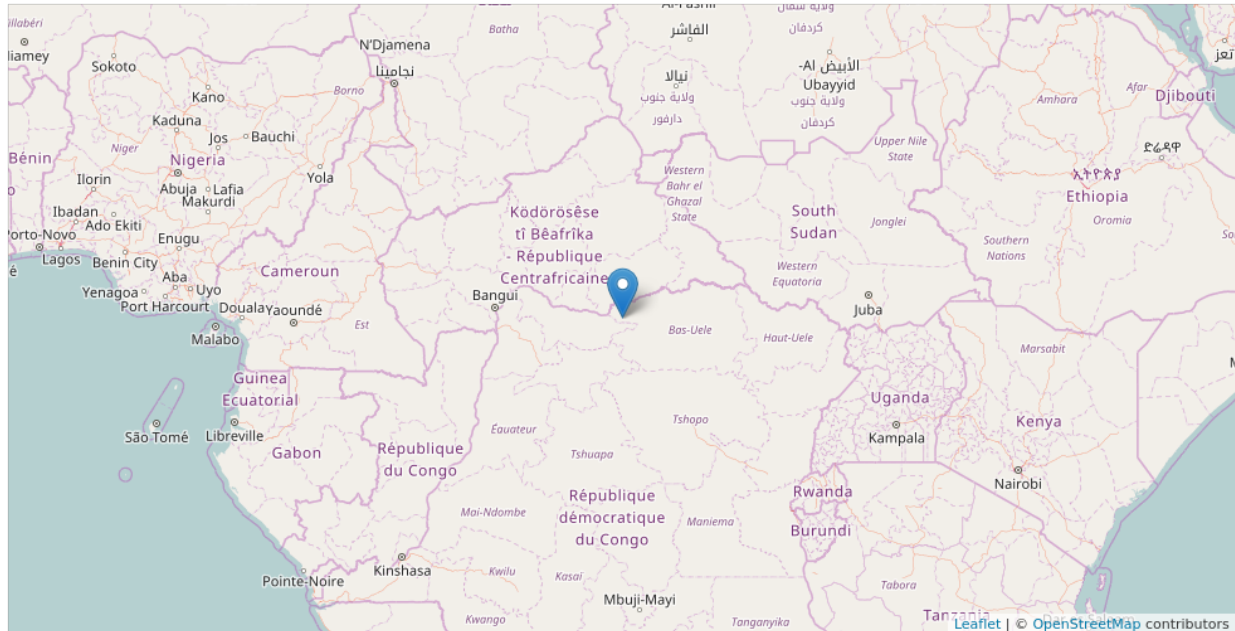 Batha
الفاشر
كردفان
تعز
N'Djamena
نجامينا
Sokoto
Kano
Borno
نيالا
ولاية جنوب
دارفور
Al-
الأبيض
Ubayyid
ولاية جنوب
كردفان
Afar
Amhara
Djibouti
Kaduna
Jos
Bauchi
Niger
Nigeria
Yola
Upper Nile
State
ድሬዳዋ
Bénin
Ilorin
Abuja
Lafia
Makurdi
Western
Bahr el
Ghazal
State
ኢትዮጵያ
Ethiopia
Oromia
Ibadan
Ado Ekiti
Porto-Novo
Lagos
Benin City
Enugu
Ködörösêse
tî Bêafrîka
- République
Centrafricaine
South
Sudan
Jonglei
Southern
Nations
Aba
Uyo
Yenagoa
Port Harcourt
Cameroun
Western
Equatoria
Bangui
Douala
Yaoundé
Est
Malabo
Juba
Bas-Uele
Haut-Uele
Marsabit
Guinea
Ecuatorial
Uganda
Kampala
Kenya
São Tomé
Libreville
Gabon
République
du Congo
Équateur
Tshopo
Tshuapa
Nairobi
Rwanda
Burundi
République
démocratique
du Congo
Mai-Ndombe
Maniema
Kinshasa
Pointe-Noire
Kwilu
Kasaï
Mbuji-Mayi
Tabora
Kwango
Tanganyika
Tanzania
Leaflet | © OpenStreetMap contributors